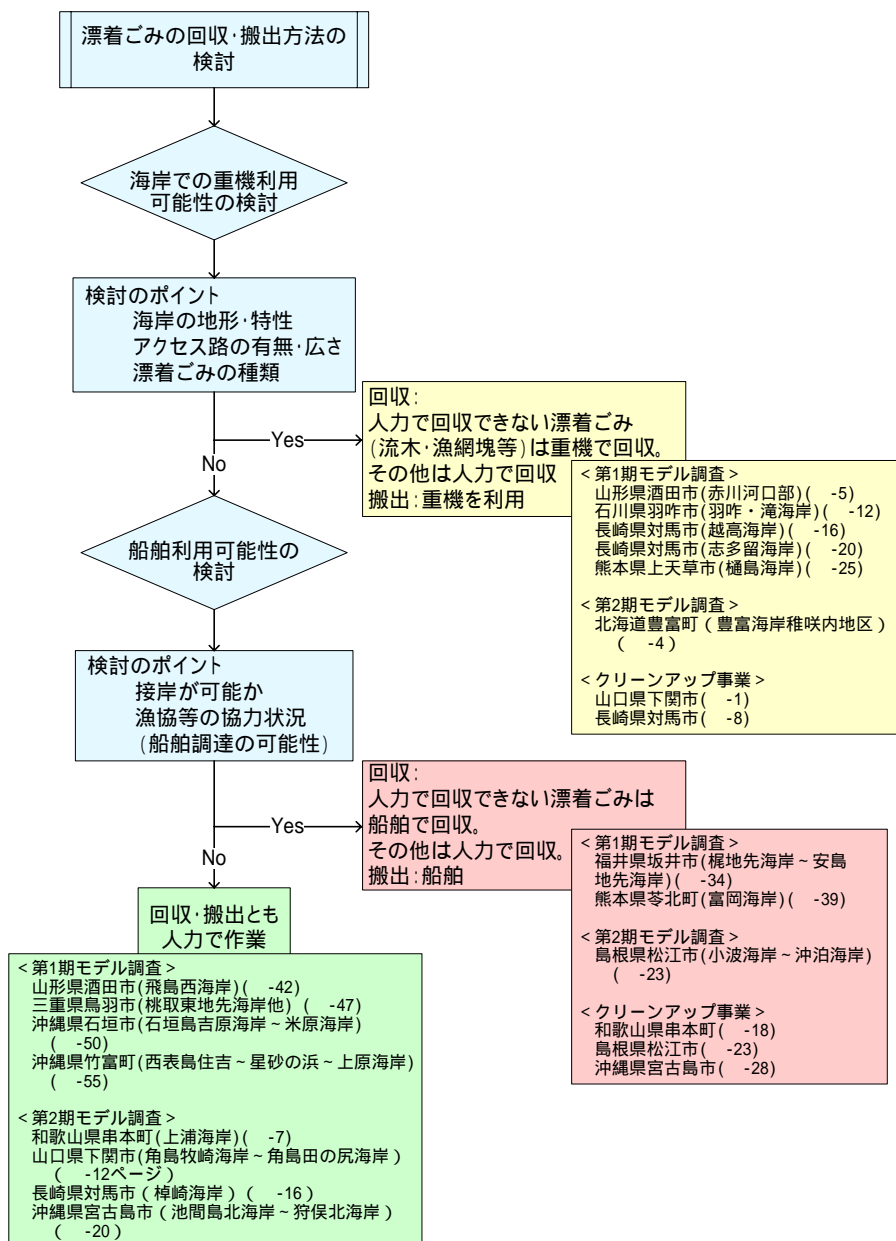 漂着ごみの回収･搬出方法の
検討
海岸での重機利用
可能性の検討
検討のポイント
海岸の地形･特性
アクセス路の有無･広さ
漂着ごみの種類
Yes
No
回収:
人力で回収できない漂着ごみ
(流木･漁網塊等)は重機で回収。
その他は人力で回収
搬出:重機を利用
<第1期モデル調査>
山形県酒田市(赤川河口部)( -5)
石川県羽咋市(羽咋・滝海岸)( -12)
長崎県対馬市(越高海岸)( -16)
長崎県対馬市(志多留海岸)( -20)
熊本県上天草市(樋島海岸)( -25)
<第2期モデル調査>
北海道豊富町(豊富海岸稚咲内地区)
( -4)
<クリーンアップ事業>
山口県下関市( -1)
長崎県対馬市( -8)
船舶利用可能性の
検討
検討のポイント
接岸が可能か
漁協等の協力状況
(船舶調達の可能性)
Yes
No
回収:
人力で回収できない漂着ごみは
船舶で回収。
その他は人力で回収。
搬出:船舶
<第1期モデル調査>
福井県坂井市(梶地先海岸~安島
地先海岸)( -34)
熊本県苓北町(富岡海岸)( -39)
<第2期モデル調査>
島根県松江市(小波海岸~沖泊海岸)
( -23)
<クリーンアップ事業>
和歌山県串本町( -18)
島根県松江市( -23)
沖縄県宮古島市( -28)
回収･搬出とも
人力で作業
<第1期モデル調査>
山形県酒田市(飛島西海岸)( -42)
三重県鳥羽市(桃取東地先海岸他) ( -47)
沖縄県石垣市(石垣島吉原海岸~米原海岸)
( -50)
沖縄県竹富町(西表島住吉~星砂の浜~上原海岸)
( -55)
<第2期モデル調査>
和歌山県串本町(上浦海岸)( -7)
山口県下関市(角島牧崎海岸~角島田の尻海岸)
( -12ページ)
長崎県対馬市(棹崎海岸)( -16)
沖縄県宮古島市(池間島北海岸~狩俣北海岸)
( -20)